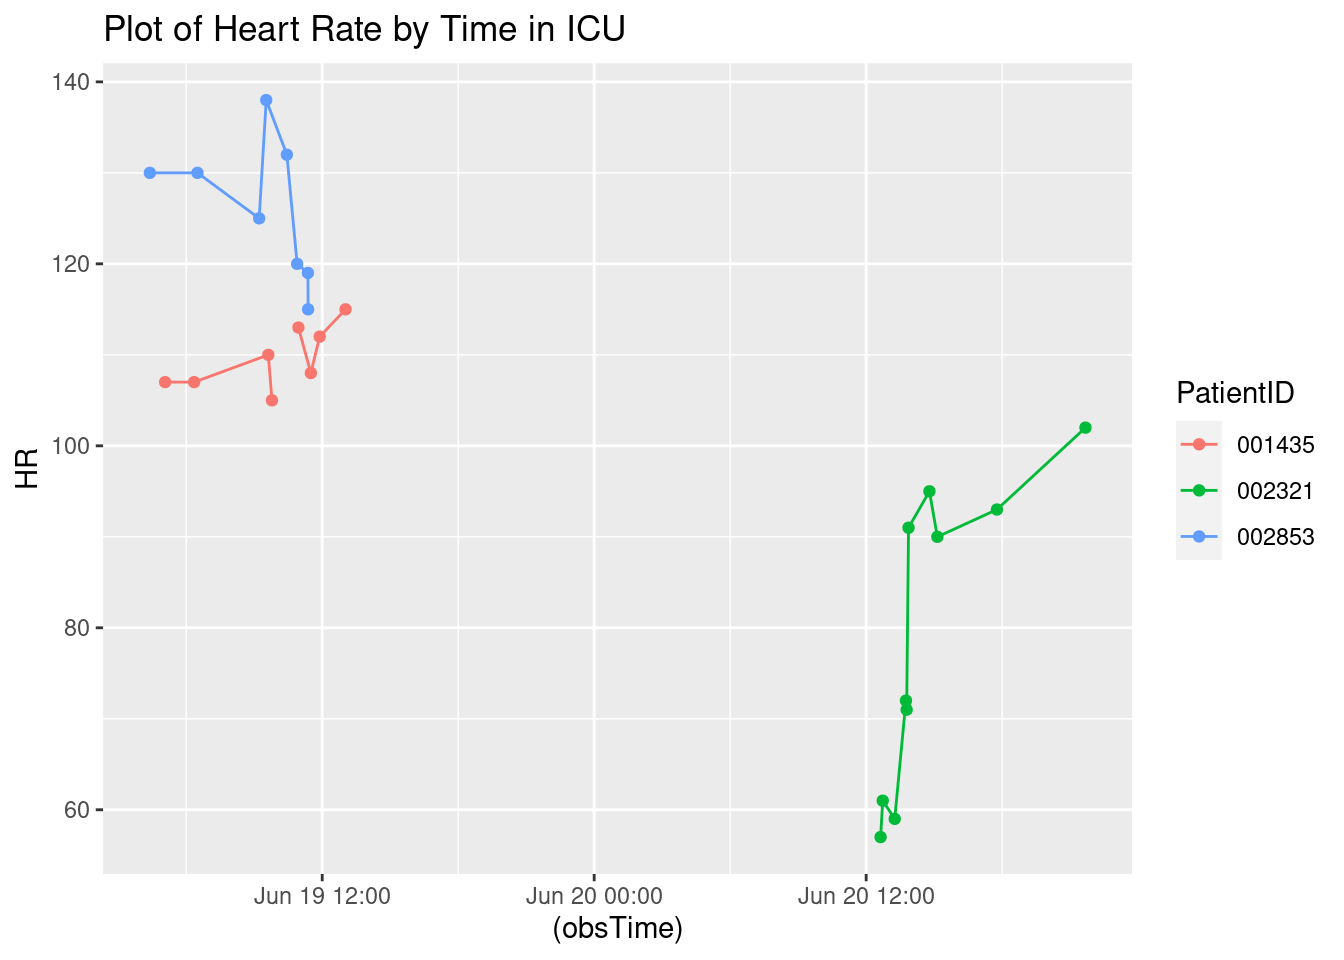 Plot of Heart Rate by Time in ICU
140
120
100
80
60
HR
Jun 19 12:00
Jun 20 00:00
Jun 20 12:00
(obsTime)
PatientID
001435
002321
002853